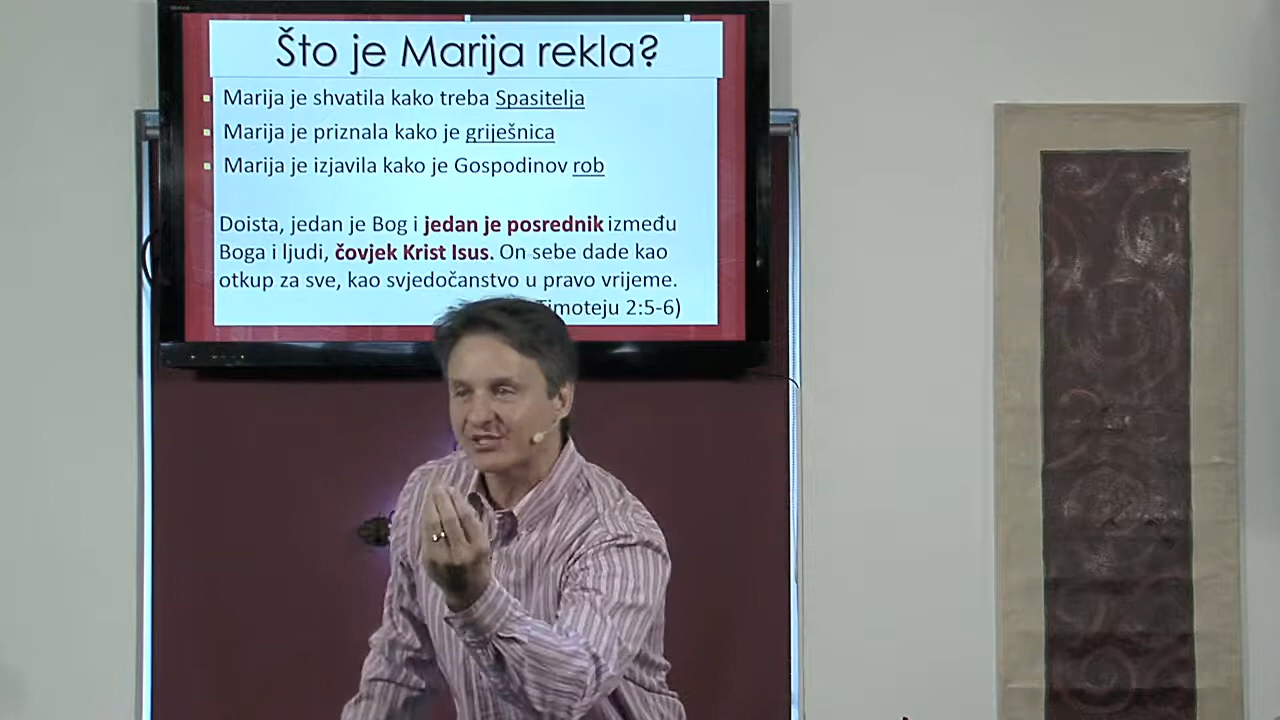 Što je Marija rekla?
Marija je shvatila kako treba Spasitelja
Marija je priznala kako je griješnica
Marija je izjavila kako je Gospodinov rob
Doista, jedan je Bog i jedan je posrednik između
Boga i ljudi, čovjek Krist Isus. On sebe dade kao
otkup za sve, kao svjedočanstvo u pravo vrijeme.
Timoteju 2:5-6)